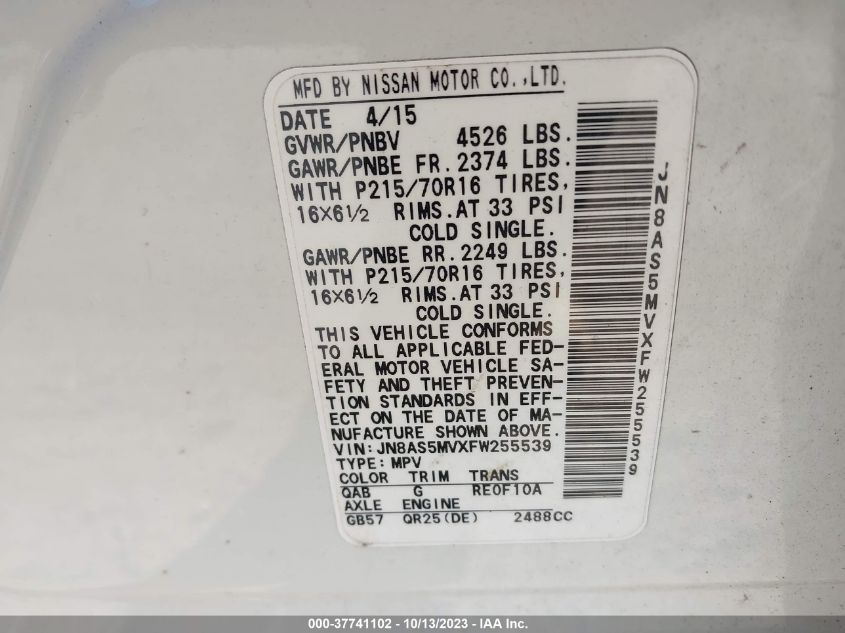 MFD BY NISSAN MOTOR CO.,LTD.
DATE 4/15
GVWR/PNBV 4526 LBS.
GAWR/PNBE FR. 2374 LBS.
WITH P215/70R16 TIRES,
16X6½ RIMS.AT 33 PSI
COLD SINGLE.
GAWR/PNBE RR. 2249 LBS.
WITH P215/70R16 TIRES,
16X6½ RIMS.AT 33 PSI
COLD SINGLE.
THIS VEHICLE CONFORMS
TO ALL APPLICABLE FED-
ERAL MOTOR VEHICLE SA-
FETY AND THEFT PREVEN-
TION STANDARDS IN EFF-
ECT ON THE DATE OF MA-
NUFACTURE SHOWN ABOVE.
VIN: JN8AS5MVXFW255539
TYPE: MPV
COLOR TRIM TRANS
QAB G RE0F10A
AXLE ENGINE
GB57 QR25(DE) 2488CC
JN8AS5MVXFW255539
000-37741102 - 10/13/2023 - IAA Inc.